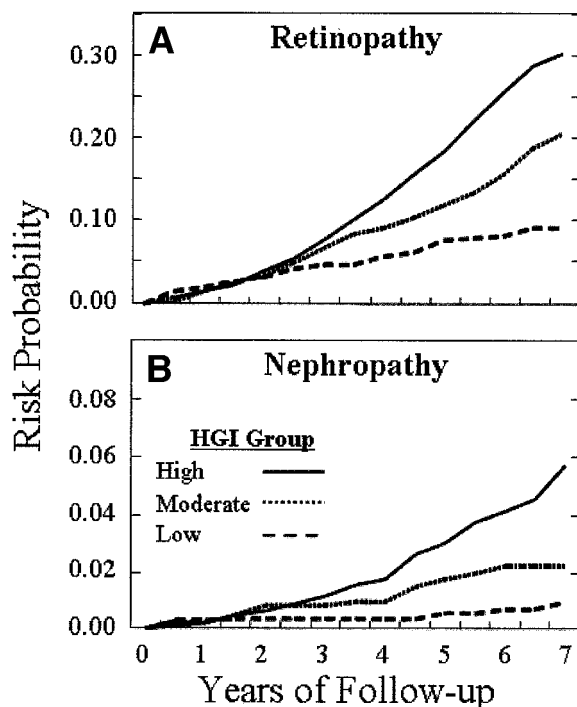 A
Retinopathy
0.30
0.20
0.10
0.00
Risk Probability
B
Nephropathy
0.08
0.06
0.04
0.02
0.00
HGI Group
High
Moderate
Low
0 1 2 3 4 5 6 7
Years of Follow-up